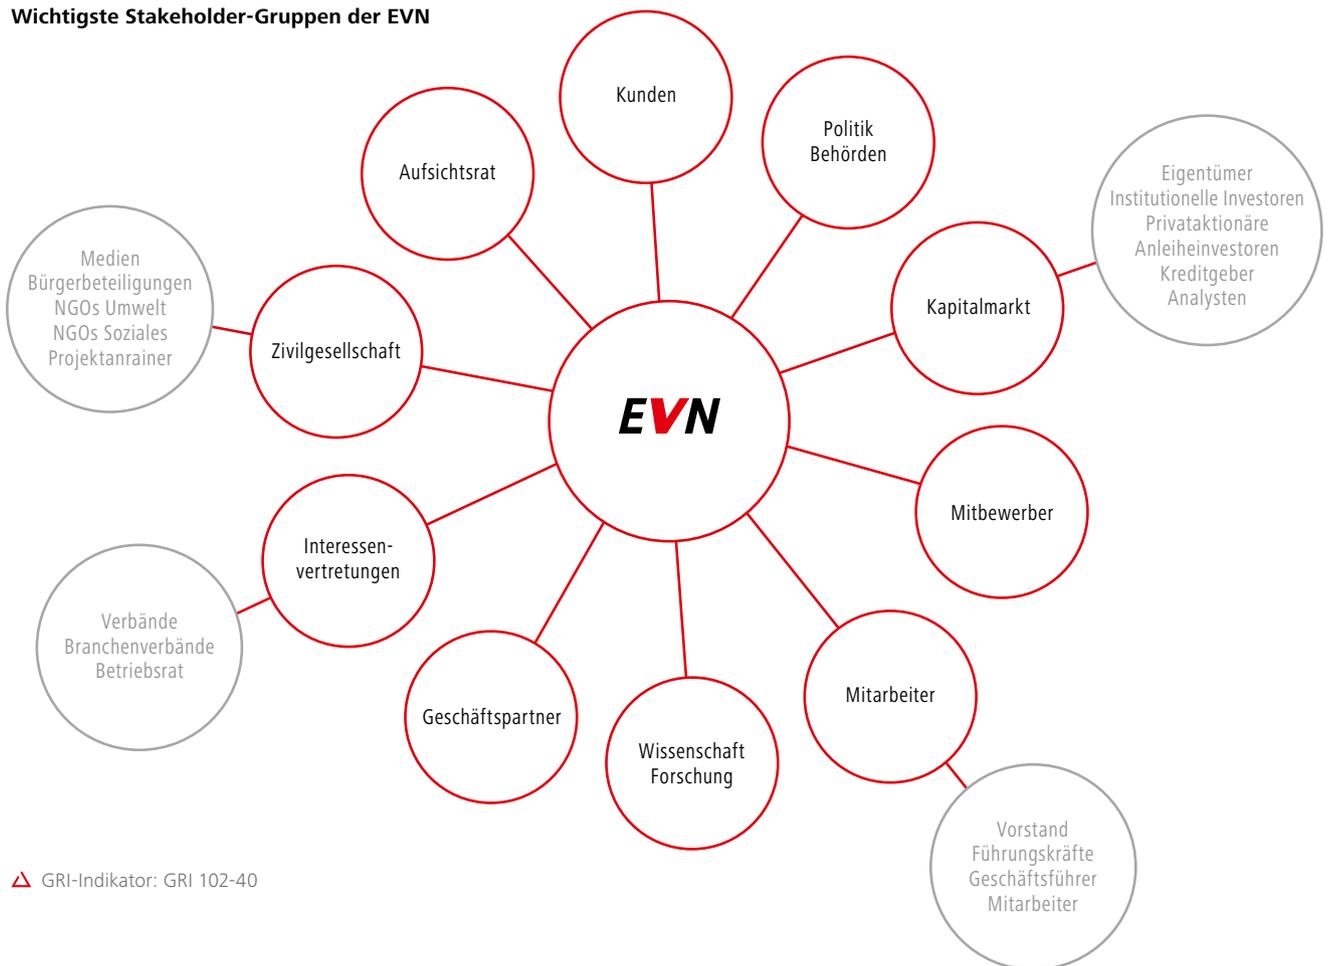 Wichtigste Stakeholder-Gruppen der EVN
Kunden
Politik
Behörden
Aufsichtsrat
Eigentümer
Institutionelle Investoren
Privataktionäre
Anleiheinvestoren
Kreditgeber
Analysten
Medien
Bürgerbeteiligungen
NGOs Umwelt
NGOs Soziales
Projektanrainer
Kapitalmarkt
Zivilgesellschaft
EVN
Mitbewerber
Interessen-
vertretungen
Verbände
Branchenverbände
Betriebsrat
Mitarbeiter
Geschäftspartner
Wissenschaft
Forschung
Vorstand
Führungskräfte
Geschäftsführer
Mitarbeiter
GRI-Indikator: GRI 102-40